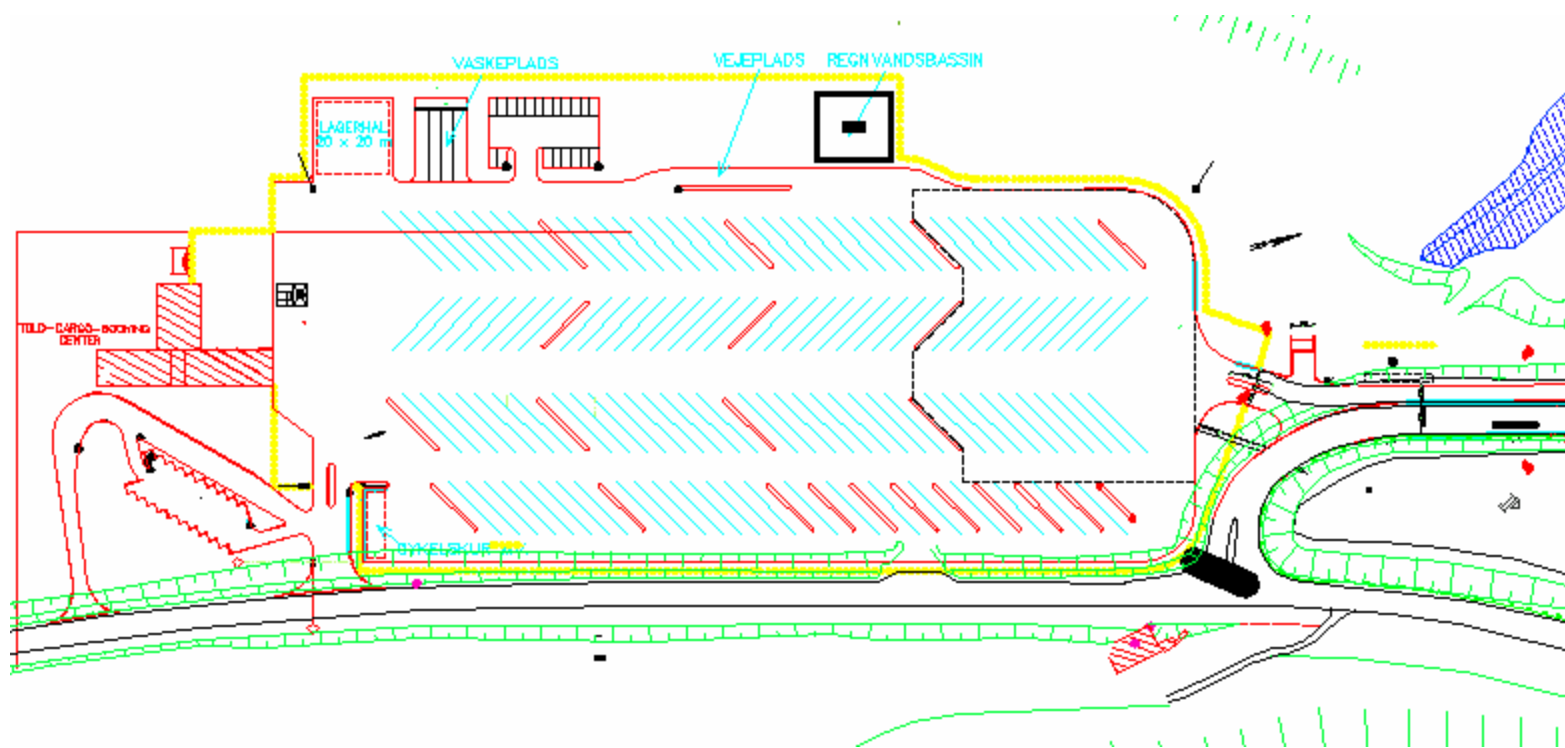 VASKEPLADS
VEJEPLADS
REGNVANDSBASSIN
LAGERHAL
20 x 20 m
TOLD-CARGO-BOOKING
CENTER
CYKELSKUR M.V.